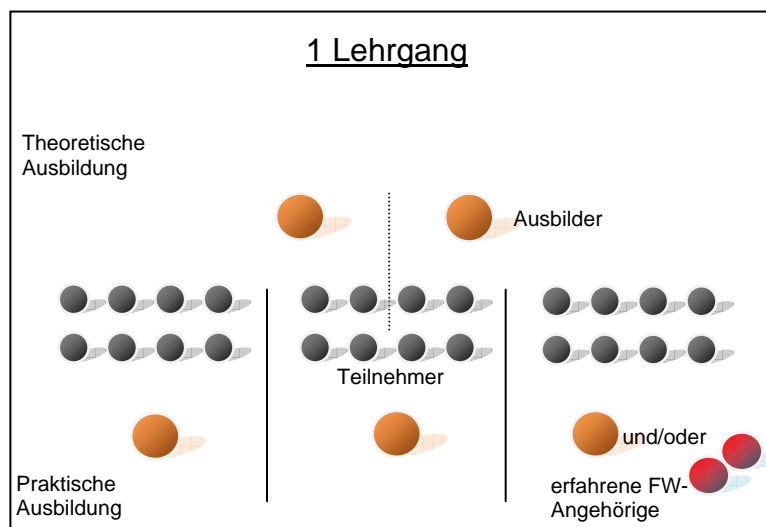 1 Lehrgang
Theoretische
Ausbildung
Ausbilder
Teilnehmer
und/oder
Praktische
Ausbildung
erfahrene FW-
Angehörige